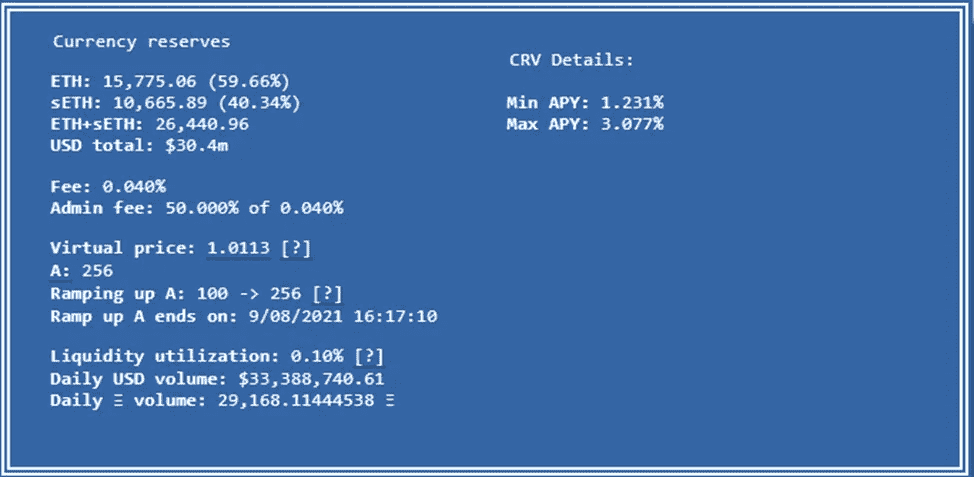 Currency reserves
ETH: 15,775.06 (59.66%)
sETH: 10,665.89 (40.34%)
ETH+sETH: 26,440.96
USD total: $30.4m
Fee: 0.040%
Admin fee: 50.000% of 0.040%
Virtual price: 1.0113 [?]
A: 256
Ramping up A: 100 -> 256 [?]
Ramp up A ends on: 9/08/2021 16:17:10
Liquidity utilization: 0.10% [?]
Daily USD volume: $33,388,740.61
Daily Ξ volume: 29,168.11444538 Ξ
CRV Details:
Min APY: 1.231%
Max APY: 3.077%